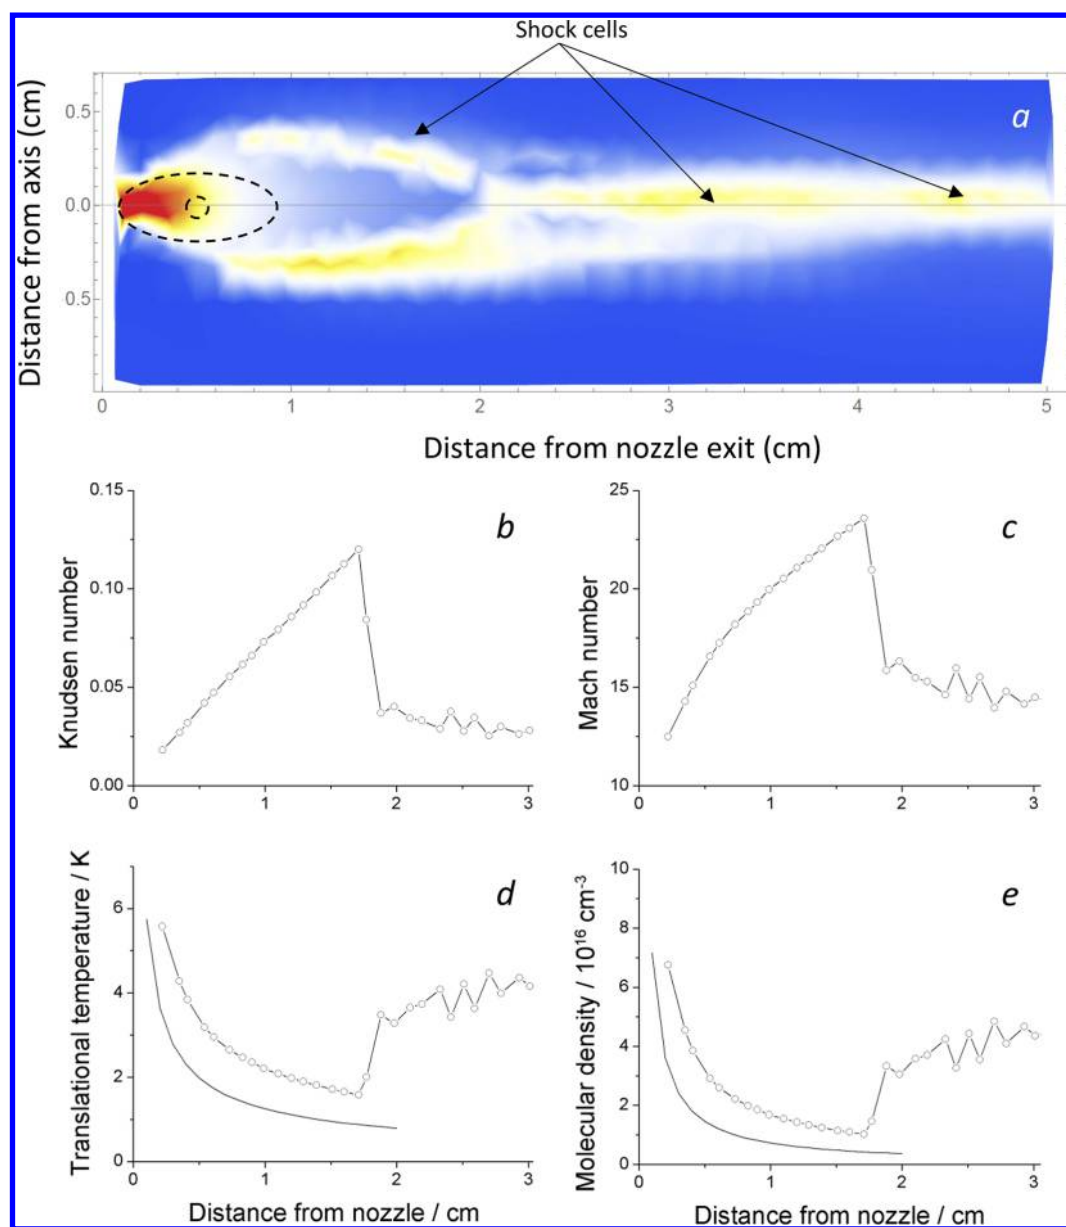 Shock cells
a
Distance from axis (cm)
0.5
0.0
0.5
0 1 2 3 4 5
Distance from nozzle exit (cm)
b
Knudsen number
0.15
0.10
0.05
0.00
0 1 2 3
c
Mach number
25
20
15
10
0 1 2 3
d
Translational temperature / K
6
4
2
0
0 1 2 3
Distance from nozzle / cm
e
Molecular density / 10¹⁶ cm⁻³
10
8
6
4
2
0
0 1 2 3
Distance from nozzle / cm